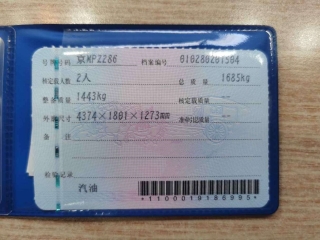 号牌号码 京MPZ286 档案编号 010280201584
核定载人数 2人 总质量 1685kg
整备质量 1443kg 核定载质量 --
外廓尺寸 4374×1801×1273mm 准牵引总质量 --
备注
检验记录
汽油
*1100019186995*